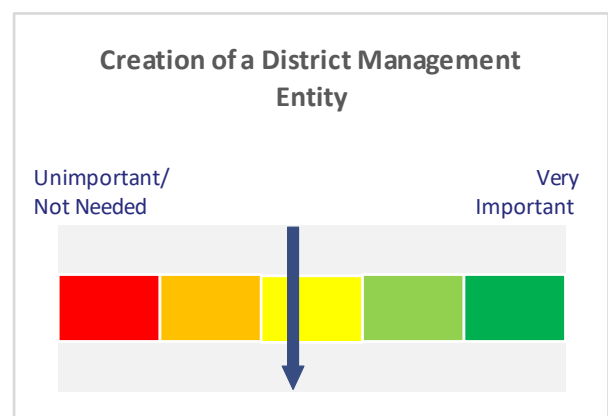 Creation of a District Management
Entity
Unimportant/
Not Needed
Very
Important